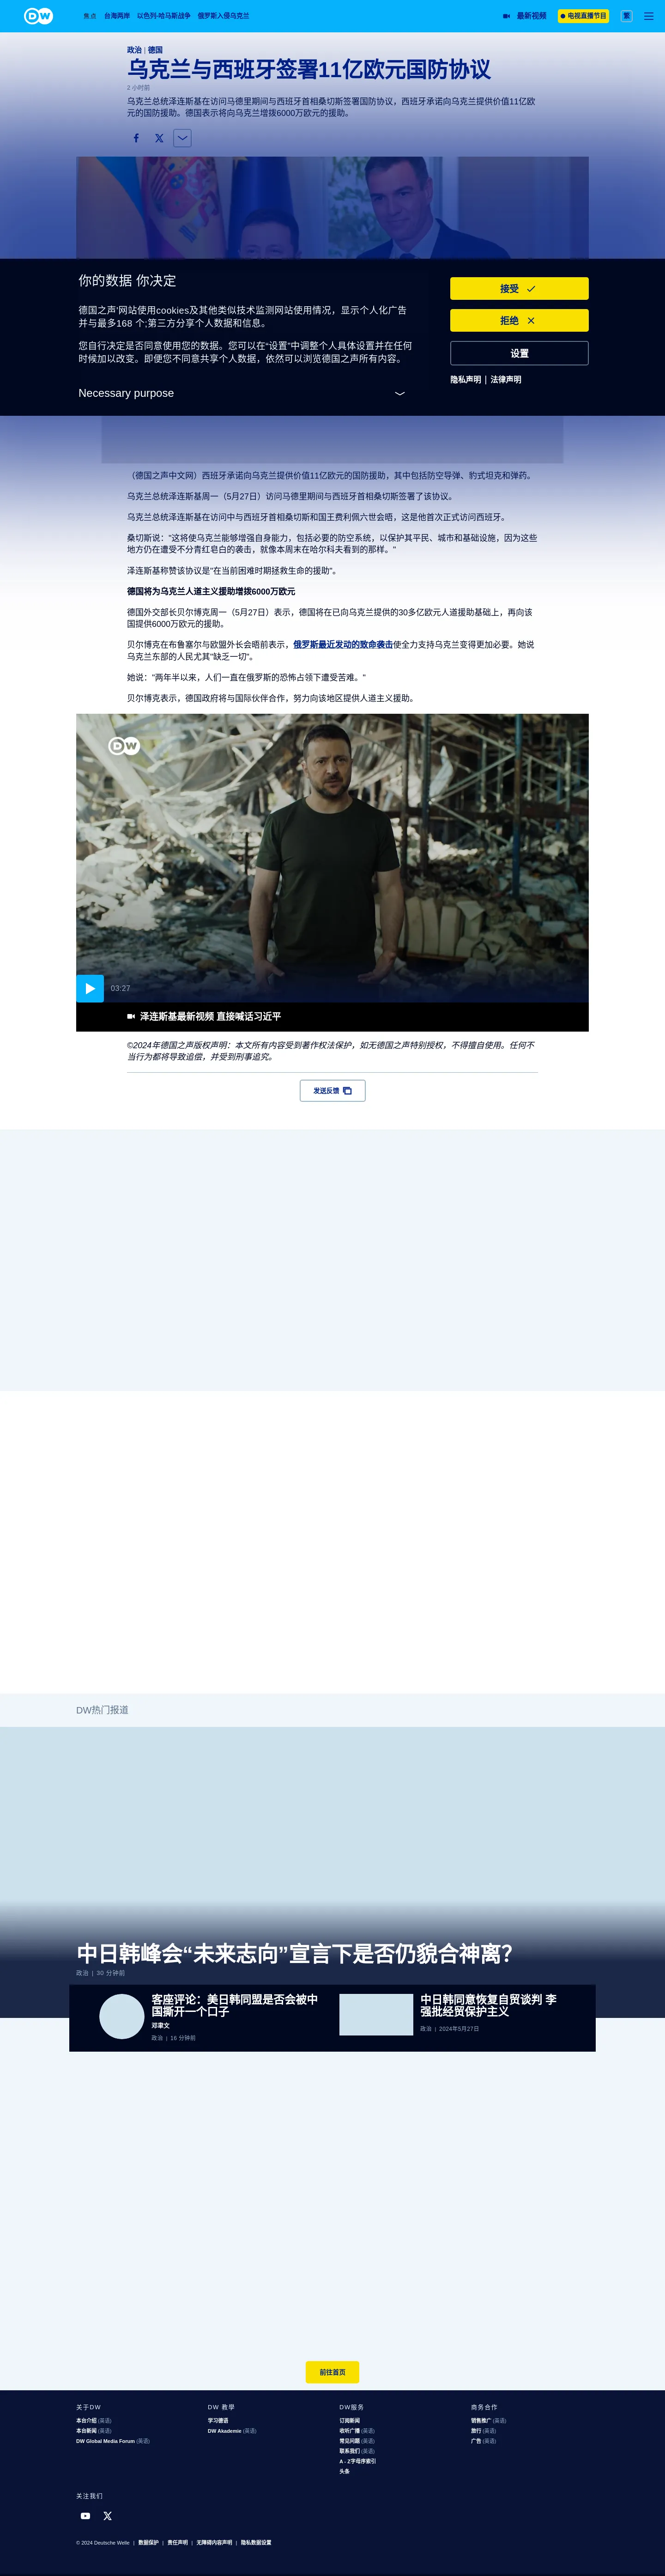 DW
焦点
台海两岸
以色列-哈马斯战争
俄罗斯入侵乌克兰
最新视频
电视直播节目
繁
政治 | 德国
乌克兰与西班牙签署11亿欧元国防协议
2 小时前
乌克兰总统泽连斯基在访问马德里期间与西班牙首相桑切斯签署国防协议，西班牙承诺向乌克兰提供价值11亿欧
元的国防援助。德国表示将向乌克兰增拨6000万欧元的援助。
你的数据 你决定
德国之声'网站使用cookies及其他类似技术监测网站使用情况，显示个人化广告
并与最多168 个;第三方分享个人数据和信息。
您自行决定是否同意使用您的数据。您可以在“设置”中调整个人具体设置并在任何
时候加以改变。即便您不同意共享个人数据，依然可以浏览德国之声所有内容。
Necessary purpose
接受
拒绝
设置
隐私声明 | 法律声明
（德国之声中文网）西班牙承诺向乌克兰提供价值11亿欧元的国防援助，其中包括防空导弹、豹式坦克和弹药。
乌克兰总统泽连斯基周一（5月27日）访问马德里期间与西班牙首相桑切斯签署了该协议。
乌克兰总统泽连斯基在访问中与西班牙首相桑切斯和国王费利佩六世会晤，这是他首次正式访问西班牙。
桑切斯说："这将使乌克兰能够增强自身能力，包括必要的防空系统，以保护其平民、城市和基础设施，因为这些
地方仍在遭受不分青红皂白的袭击，就像本周末在哈尔科夫看到的那样。"
泽连斯基称赞该协议是"在当前困难时期拯救生命的援助"。
德国将为乌克兰人道主义援助增拨6000万欧元
德国外交部长贝尔博克周一（5月27日）表示，德国将在已向乌克兰提供的30多亿欧元人道援助基础上，再向该
国提供6000万欧元的援助。
贝尔博克在布鲁塞尔与欧盟外长会晤前表示，俄罗斯最近发动的致命袭击使全力支持乌克兰变得更加必要。她说
乌克兰东部的人民尤其"缺乏一切"。
她说："两年半以来，人们一直在俄罗斯的恐怖占领下遭受苦难。"
贝尔博克表示，德国政府将与国际伙伴合作，努力向该地区提供人道主义援助。
DW
03:27
泽连斯基最新视频 直接喊话习近平
©2024年德国之声版权声明：本文所有内容受到著作权法保护，如无德国之声特别授权，不得擅自使用。任何不
当行为都将导致追偿，并受到刑事追究。
发送反馈
DW热门报道
中日韩峰会“未来志向”宣言下是否仍貌合神离？
政治 | 30 分钟前
客座评论：美日韩同盟是否会被中
国撕开一个口子
邓聿文
政治 | 16 分钟前
中日韩同意恢复自贸谈判 李
强批经贸保护主义
政治 | 2024年5月27日
前往首页
关于DW
本台介绍 (英语)
本台新闻 (英语)
DW Global Media Forum (英语)
DW 教學
学习德语
DW Akademie (英语)
DW服务
订阅新闻
收听广播 (英语)
常见问题 (英语)
联系我们 (英语)
A - Z字母序索引
头条
商务合作
销售推广 (英语)
旅行 (英语)
广告 (英语)
关注我们
© 2024 Deutsche Welle | 数据保护 | 责任声明 | 无障碍内容声明 | 隐私数据设置